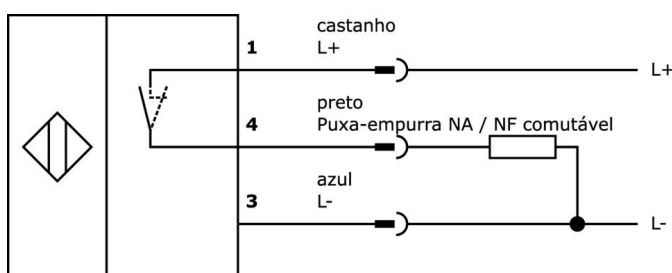 castanho
1 L+
L+
preto
4 Puxa-empurra NA / NF comutável
azul
3 L-
L-